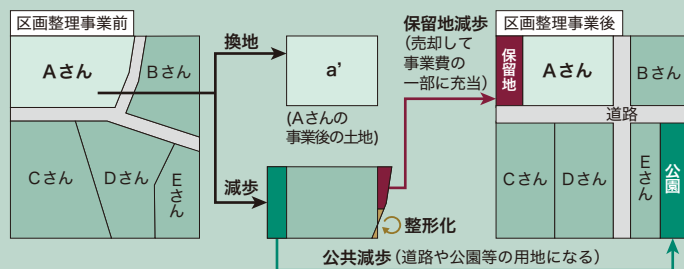 区画整理事業前
Aさん
Bさん
Cさん
Dさん
Eさん
換地
a’
(Aさんの
事業後の土地)
減歩
整形化
保留地減歩
(売却して
事業費の
一部に充当)
公共減歩(道路や公園等の用地になる)
区画整理事業後
保留地
Aさん
Bさん
道路
Cさん
Dさん
Eさん
公園